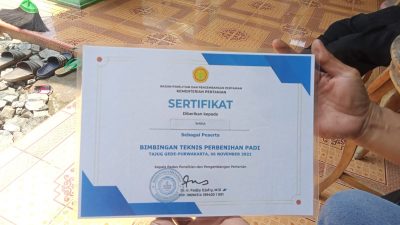 BADAN PENELITIAN DAN PENGEMBANGAN PERTANIAN
KEMENTERIAN PERTANIAN
SERTIFIKAT
Diberikan kepada
Sebagai Peserta
BIMBINGAN TEKNIS PERBENIHAN PADI
TAJUG GEDE-PURWAKARTA, 06 NOVEMBER 2021
Kepala Badan Penelitian dan Pengembangan Pertanian